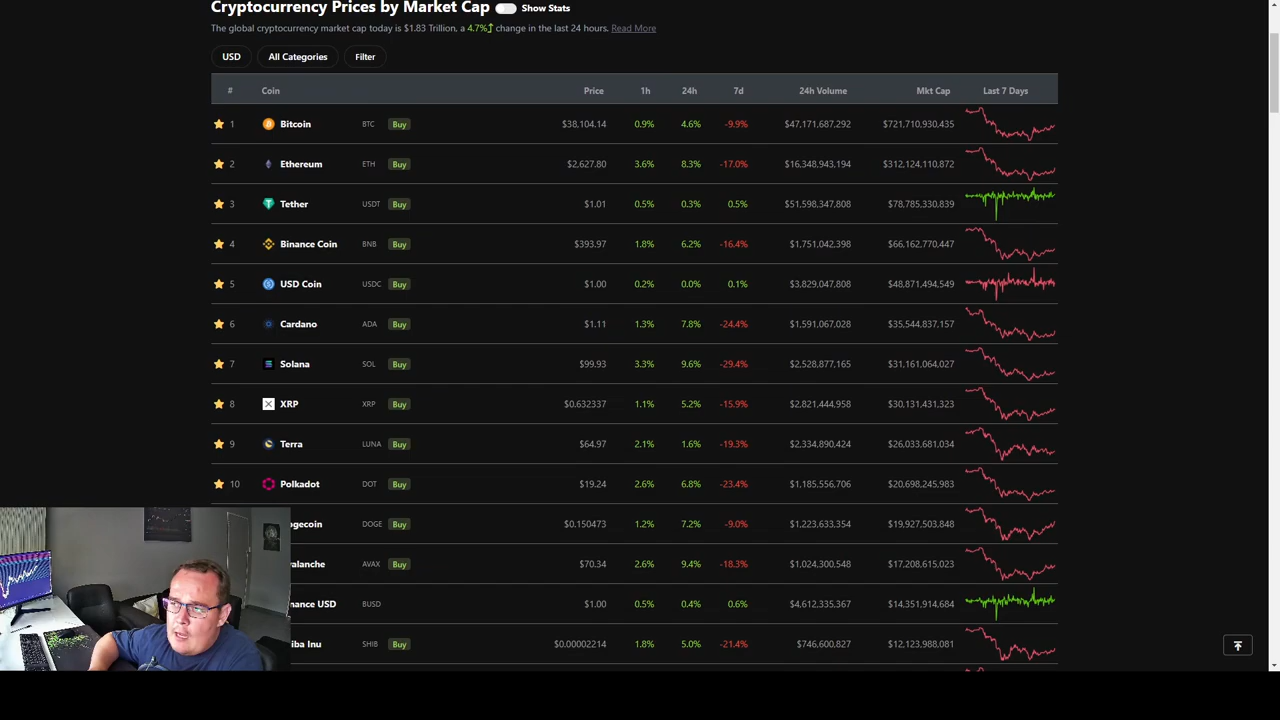 Cryptocurrency Prices by Market Cap Show Stats
The global cryptocurrency market cap today is $1.83 Trillion, a 4.7% change in the last 24 hours. Read More
USD All Categories Filter
# Coin Price 1h 24h 7d 24h Volume Mkt Cap Last 7 Days
1 Bitcoin BTC Buy $38,104.14 0.9% 4.6% -9.9% $47,171,687,292 $721,710,930,435
2 Ethereum ETH Buy $2,627.80 3.6% 8.3% -17.0% $16,348,943,194 $312,124,110,872
3 Tether USDT Buy $1.01 0.5% 0.3% 0.5% $51,598,347,808 $78,785,330,839
4 Binance Coin BNB Buy $393.97 1.8% 6.2% -16.4% $1,751,042,398 $66,162,770,447
5 USD Coin USDC Buy $1.00 0.2% 0.0% 0.1% $3,829,047,808 $48,871,494,549
6 Cardano ADA Buy $1.11 1.3% 7.8% -24.4% $1,591,067,028 $35,544,837,157
7 Solana SOL Buy $99.93 3.3% 9.6% -29.4% $2,528,877,165 $31,161,064,027
8 XRP XRP Buy $0.632337 1.1% 5.2% -15.9% $2,821,444,958 $30,131,431,323
9 Terra LUNA Buy $64.97 2.1% 1.6% -19.3% $2,334,890,424 $26,033,681,034
10 Polkadot DOT Buy $19.24 2.6% 6.8% -23.4% $1,185,556,706 $20,698,245,983
ogecoin DOGE Buy $0.150473 1.2% 7.2% -9.0% $1,223,633,354 $19,927,503,848
alanche AVAX Buy $70.34 2.6% 9.4% -18.3% $1,024,300,548 $17,208,615,023
nance USD BUSD $1.00 0.5% 0.4% 0.6% $4,612,335,367 $14,351,914,684
iba Inu SHIB Buy $0.00002214 1.8% 5.0% -21.4% $746,600,827 $12,123,988,081